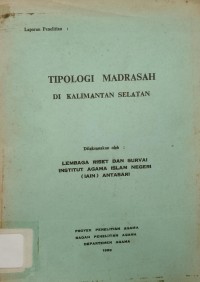 Laporan Penelitian :
TIPOLOGI MADRASAH
DI KALIMANTAN SELATAN
Dilaksanakan oleh :
LEMBAGA RISET DAN SURVAI
INSTITUT AGAMA ISLAM NEGERI
( IAIN ) ANTASARI
PROYEK PENELITIAN AGAMA
BADAN PENELITIAN AGAMA
DEPARTEMEN AGAMA